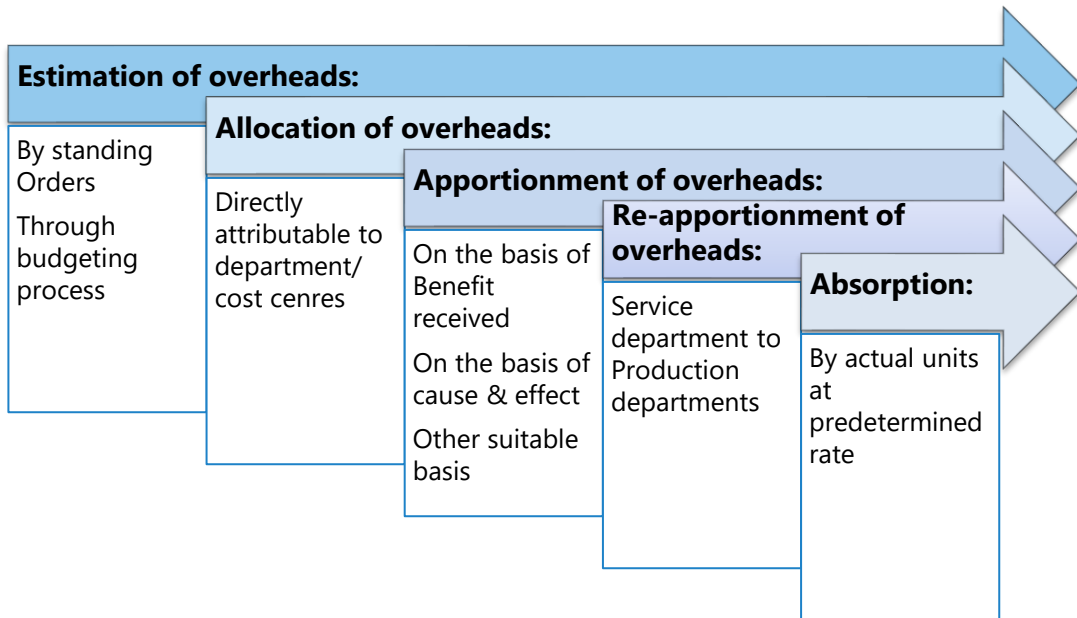 Estimation of overheads:
By standing
Orders
Through
budgeting
process
Allocation of overheads:
Directly
attributable to
department/
cost cenres
Apportionment of overheads:
On the basis of
Benefit
received
On the basis of
cause & effect
Other suitable
basis
Re-apportionment of
overheads:
Service
department to
Production
departments
Absorption:
By actual units
at
predetermined
rate